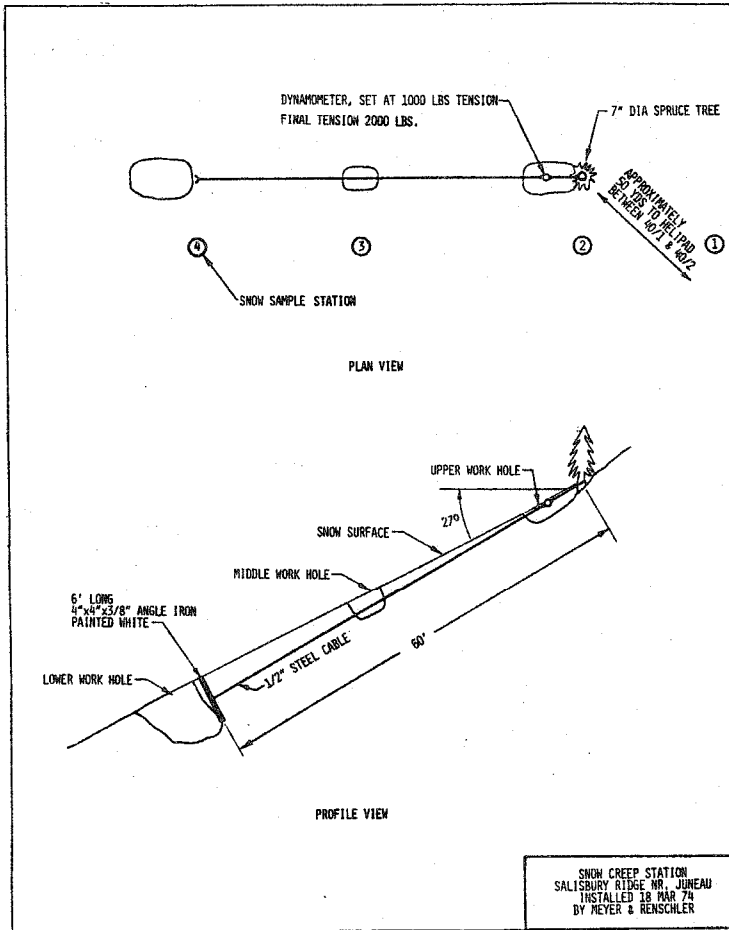 DYNAMOMETER, SET AT 1000 LBS TENSION
FINAL TENSION 2000 LBS.
7" DIA SPRUCE TREE
APPROXIMATELY
50 YDS TO HELIPAD
BETWEEN 40/1 & 40/2
4
3
2
1
SNOW SAMPLE STATION
PLAN VIEW
UPPER WORK HOLE
27°
SNOW SURFACE
MIDDLE WORK HOLE
6' LONG
4"x4"x3/8" ANGLE IRON
PAINTED WHITE
LOWER WORK HOLE
1/2" STEEL CABLE
60'
PROFILE VIEW
SNOW CREEP STATION
SALISBURY RIDGE NR. JUNEAU
INSTALLED 18 MAR 74
BY MEYER & RENSCHLER